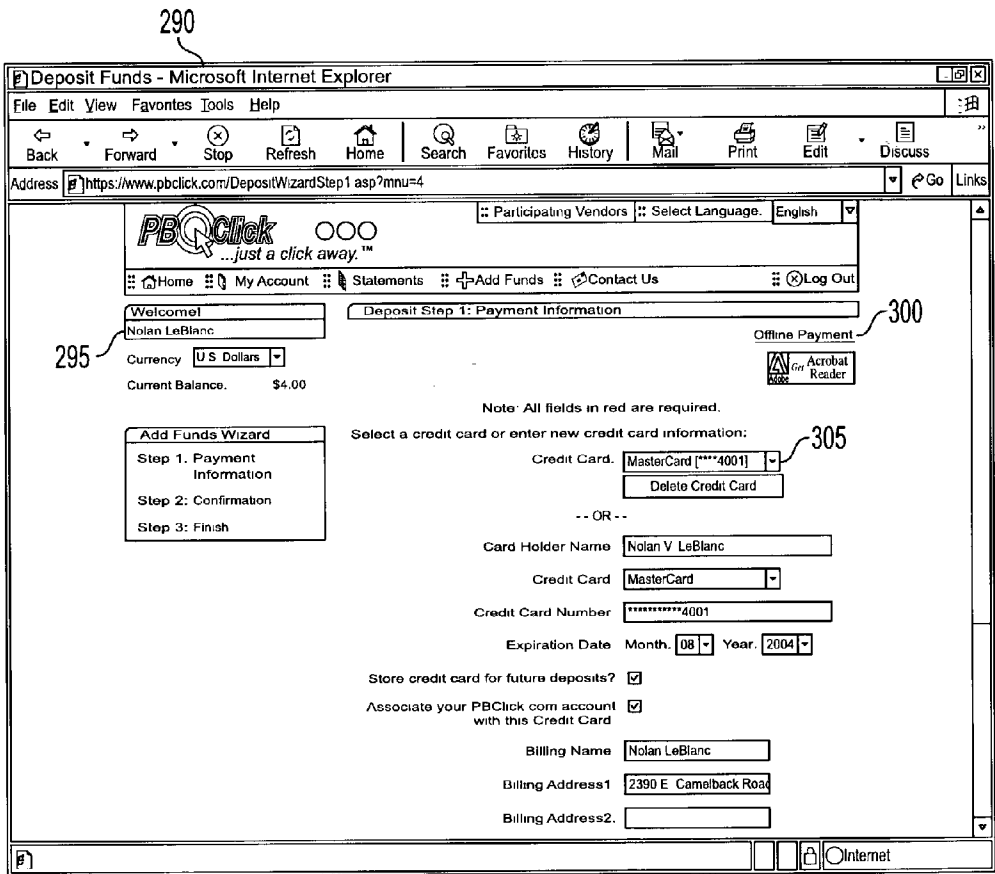 290
Deposit Funds - Microsoft Internet Explorer
File Edit View Favorites Tools Help
Back Forward Stop Refresh Home Search Favorites History Mail Print Edit Discuss
Address https://www.pbclick.com/DepositWizardStep1 asp?mnu=4 Go Links
PB Click
...just a click away.™
Participating Vendors Select Language. English
Home My Account Statements Add Funds Contact Us Log Out
Welcome!
Nolan LeBlanc
295
Currency U S Dollars
Current Balance. $4.00
Deposit Step 1: Payment Information
300
Offline Payment
Adobe Get Acrobat Reader
Note: All fields in red are required.
Add Funds Wizard
Step 1. Payment
Information
Step 2: Confirmation
Step 3: Finish
Select a credit card or enter new credit card information:
305
Credit Card. MasterCard [****4001]
Delete Credit Card
-- OR --
Card Holder Name Nolan V LeBlanc
Credit Card MasterCard
Credit Card Number ***********4001
Expiration Date Month. 08 Year. 2004
Store credit card for future deposits?
Associate your PBClick com account
with this Credit Card
Billing Name Nolan LeBlanc
Billing Address1 2390 E Camelback Road
Billing Address2.
Internet